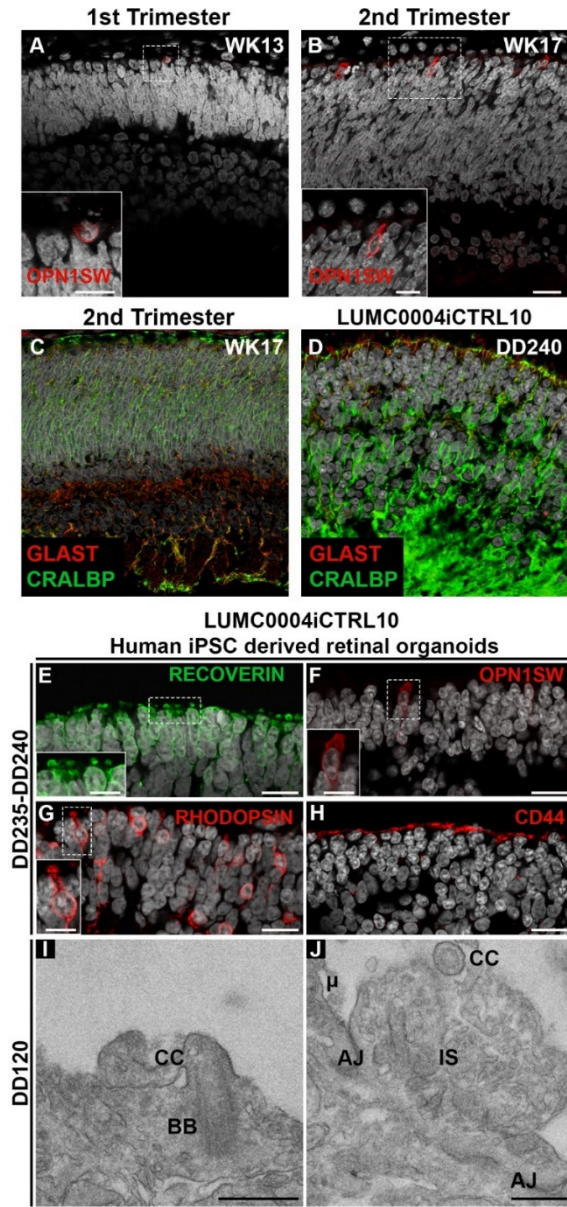 1st Trimester
2nd Trimester
A
WK13
OPN1SW
B
WK17
OPN1SW
2nd Trimester
LUMC0004iCTRL10
C
WK17
GLAST
CRALBP
D
DD240
GLAST
CRALBP
LUMC0004iCTRL10
Human iPSC derived retinal organoids
DD235-DD240
E
RECOVERIN
F
OPN1SW
G
RHODOPSIN
H
CD44
DD120
I
CC
BB
J
CC
µ
AJ
IS
AJ